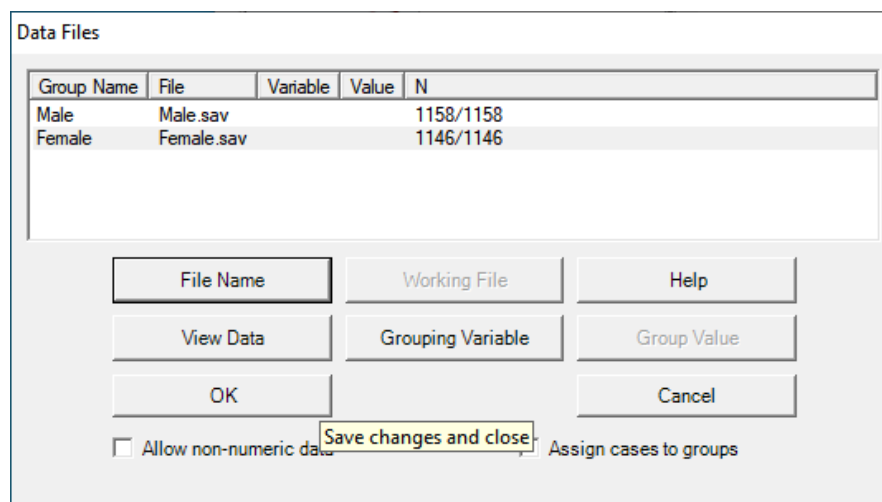 Data Files
Group Name File Variable Value N
Male Male.sav 1158/1158
Female Female.sav 1146/1146
File Name Working File Help
View Data Grouping Variable Group Value
OK Cancel
Save changes and close
Allow non-numeric data Assign cases to groups